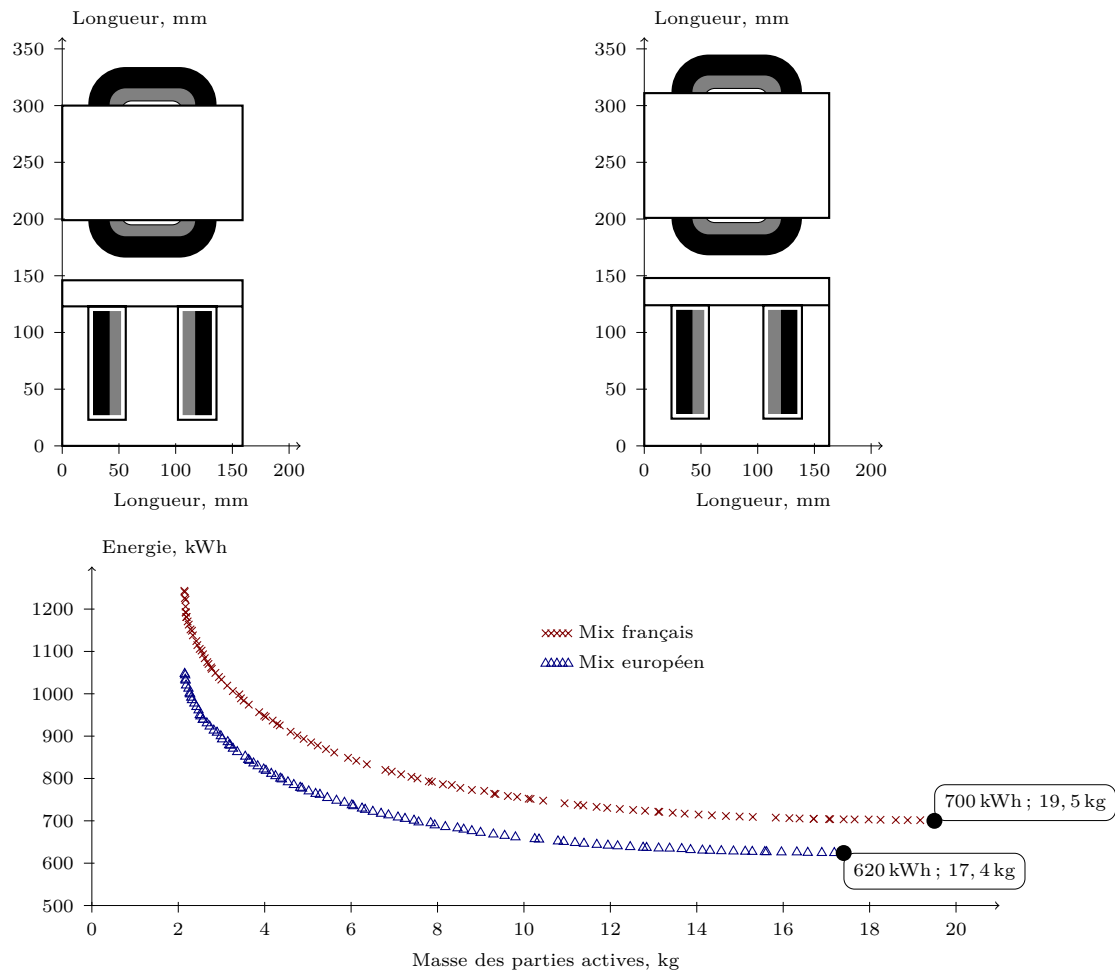 Longueur, mm
350
300
250
200
150
100
50
0
0 50 100 150 200
Longueur, mm
Longueur, mm
350
300
250
200
150
100
50
0
0 50 100 150 200
Longueur, mm
Energie, kWh
1200
1100
1000
900
800
700
600
500
Mix français
Mix européen
700 kWh ; 19, 5 kg
620 kWh ; 17, 4 kg
0 2 4 6 8 10 12 14 16 18 20
Masse des parties actives, kg